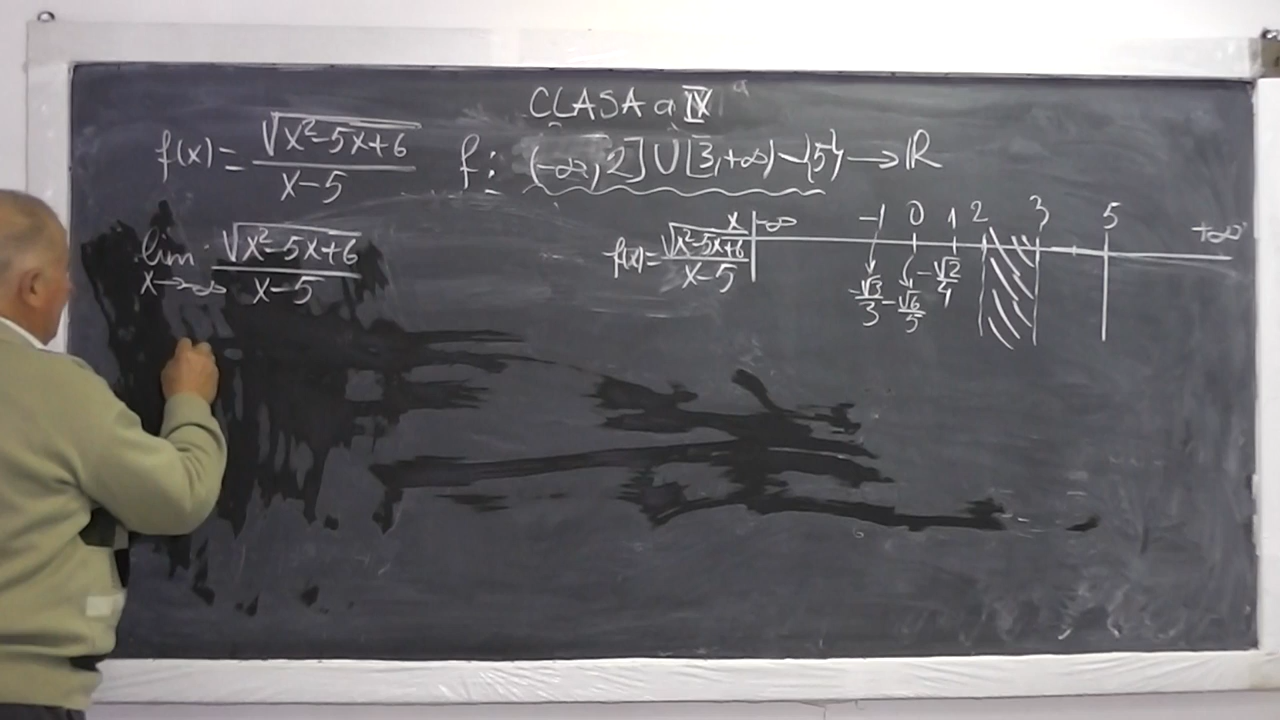 CLASA a IX a
f(x) = √(x²-5x+6) / (x-5)   f: (-∞, 2] ∪ [3, +∞) - {5} → ℝ
lim x→-∞ √(x²-5x+6) / (x-5)
x | -∞ -1 0 1 2 3 5 +∞
f(x) = √(x²-5x+6) / (x-5) | -√3/3 -√6/5 -√2/4